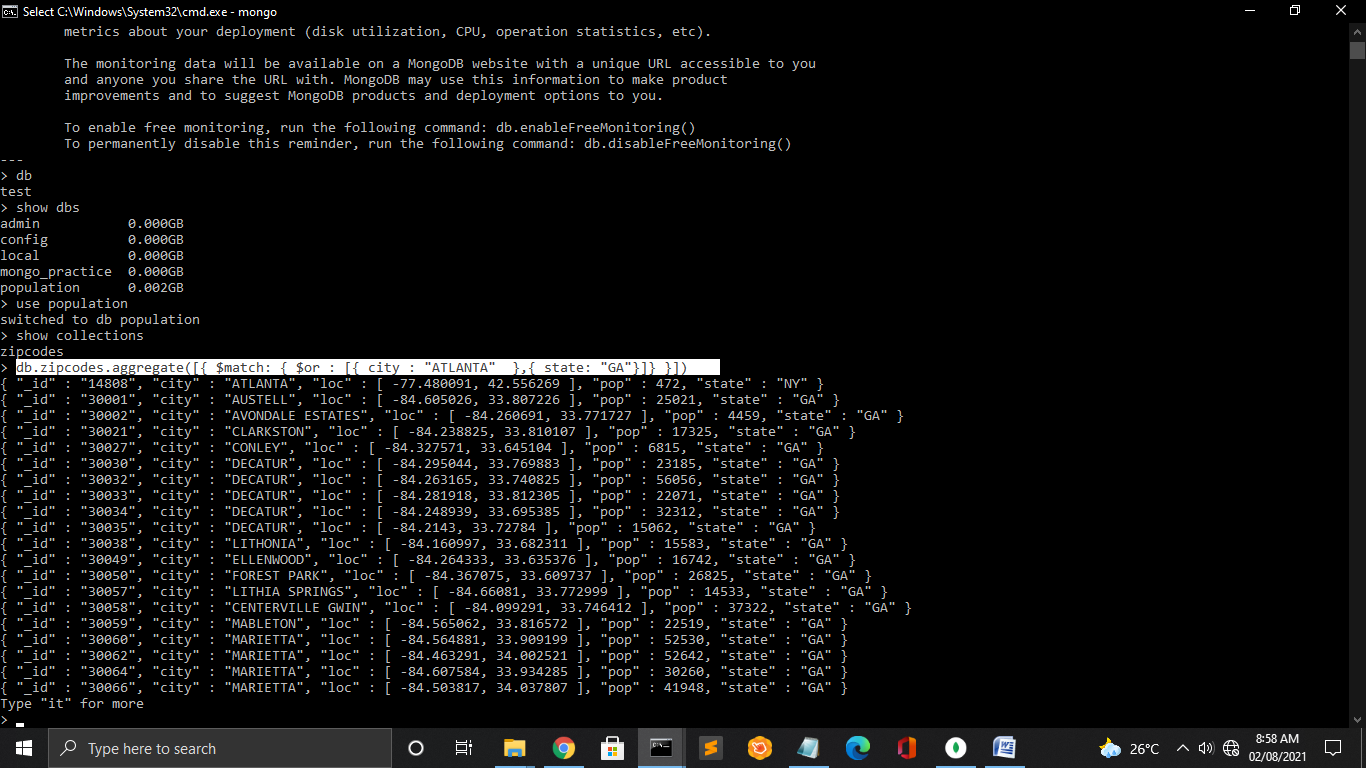 Select C:\Windows\System32\cmd.exe - mongo
metrics about your deployment (disk utilization, CPU, operation statistics, etc).
The monitoring data will be available on a MongoDB website with a unique URL accessible to you
and anyone you share the URL with. MongoDB may use this information to make product
improvements and to suggest MongoDB products and deployment options to you.
To enable free monitoring, run the following command: db.enableFreeMonitoring()
To permanently disable this reminder, run the following command: db.disableFreeMonitoring()
---
> db
test
> show dbs
admin          0.000GB
config         0.000GB
local          0.000GB
mongo_practice  0.000GB
population     0.002GB
> use population
switched to db population
> show collections
zipcodes
> db.zipcodes.aggregate([{ $match: { $or : [{ city : "ATLANTA"  },{ state: "GA"}]} }])
{ "_id" : "14808", "city" : "ATLANTA", "loc" : [ -77.480091, 42.556269 ], "pop" : 472, "state" : "NY" }
{ "_id" : "30001", "city" : "AUSTELL", "loc" : [ -84.605026, 33.807226 ], "pop" : 25021, "state" : "GA" }
{ "_id" : "30002", "city" : "AVONDALE ESTATES", "loc" : [ -84.260691, 33.771727 ], "pop" : 4459, "state" : "GA" }
{ "_id" : "30021", "city" : "CLARKSTON", "loc" : [ -84.238825, 33.810107 ], "pop" : 17325, "state" : "GA" }
{ "_id" : "30027", "city" : "CONLEY", "loc" : [ -84.327571, 33.645104 ], "pop" : 6815, "state" : "GA" }
{ "_id" : "30030", "city" : "DECATUR", "loc" : [ -84.295044, 33.769883 ], "pop" : 23185, "state" : "GA" }
{ "_id" : "30032", "city" : "DECATUR", "loc" : [ -84.263165, 33.740825 ], "pop" : 56056, "state" : "GA" }
{ "_id" : "30033", "city" : "DECATUR", "loc" : [ -84.281918, 33.812305 ], "pop" : 22071, "state" : "GA" }
{ "_id" : "30034", "city" : "DECATUR", "loc" : [ -84.248939, 33.695385 ], "pop" : 32312, "state" : "GA" }
{ "_id" : "30035", "city" : "DECATUR", "loc" : [ -84.2143, 33.72784 ], "pop" : 15062, "state" : "GA" }
{ "_id" : "30038", "city" : "LITHONIA", "loc" : [ -84.160997, 33.682311 ], "pop" : 15583, "state" : "GA" }
{ "_id" : "30049", "city" : "ELLENWOOD", "loc" : [ -84.264333, 33.635376 ], "pop" : 16742, "state" : "GA" }
{ "_id" : "30050", "city" : "FOREST PARK", "loc" : [ -84.367075, 33.609737 ], "pop" : 26825, "state" : "GA" }
{ "_id" : "30057", "city" : "LITHIA SPRINGS", "loc" : [ -84.66081, 33.772999 ], "pop" : 14533, "state" : "GA" }
{ "_id" : "30058", "city" : "CENTERVILLE GWIN", "loc" : [ -84.099291, 33.746412 ], "pop" : 37322, "state" : "GA" }
{ "_id" : "30059", "city" : "MABLETON", "loc" : [ -84.565062, 33.816572 ], "pop" : 22519, "state" : "GA" }
{ "_id" : "30060", "city" : "MARIETTA", "loc" : [ -84.564881, 33.909199 ], "pop" : 52530, "state" : "GA" }
{ "_id" : "30062", "city" : "MARIETTA", "loc" : [ -84.463291, 34.002521 ], "pop" : 52642, "state" : "GA" }
{ "_id" : "30064", "city" : "MARIETTA", "loc" : [ -84.607584, 33.934285 ], "pop" : 30260, "state" : "GA" }
{ "_id" : "30066", "city" : "MARIETTA", "loc" : [ -84.503817, 34.037807 ], "pop" : 41948, "state" : "GA" }
Type "it" for more
>
Type here to search
26°C
8:58 AM
02/08/2021